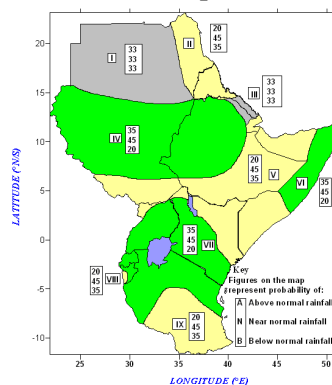 20
15
10
5
0
-5
-10
25
30
35
40
45
50
LATITUDE (°N/S)
LONGITUDE (°E)
I
33
33
33
II
20
45
35
III
33
33
33
IV
35
45
20
20
45
35
V
VI
35
45
20
35
45
20
VII
20
45
35
VIII
IX
20
45
35
Key
Figures on the map
represent probability of:
A Above normal rainfall
N Near normal rainfall
B Below normal rainfall